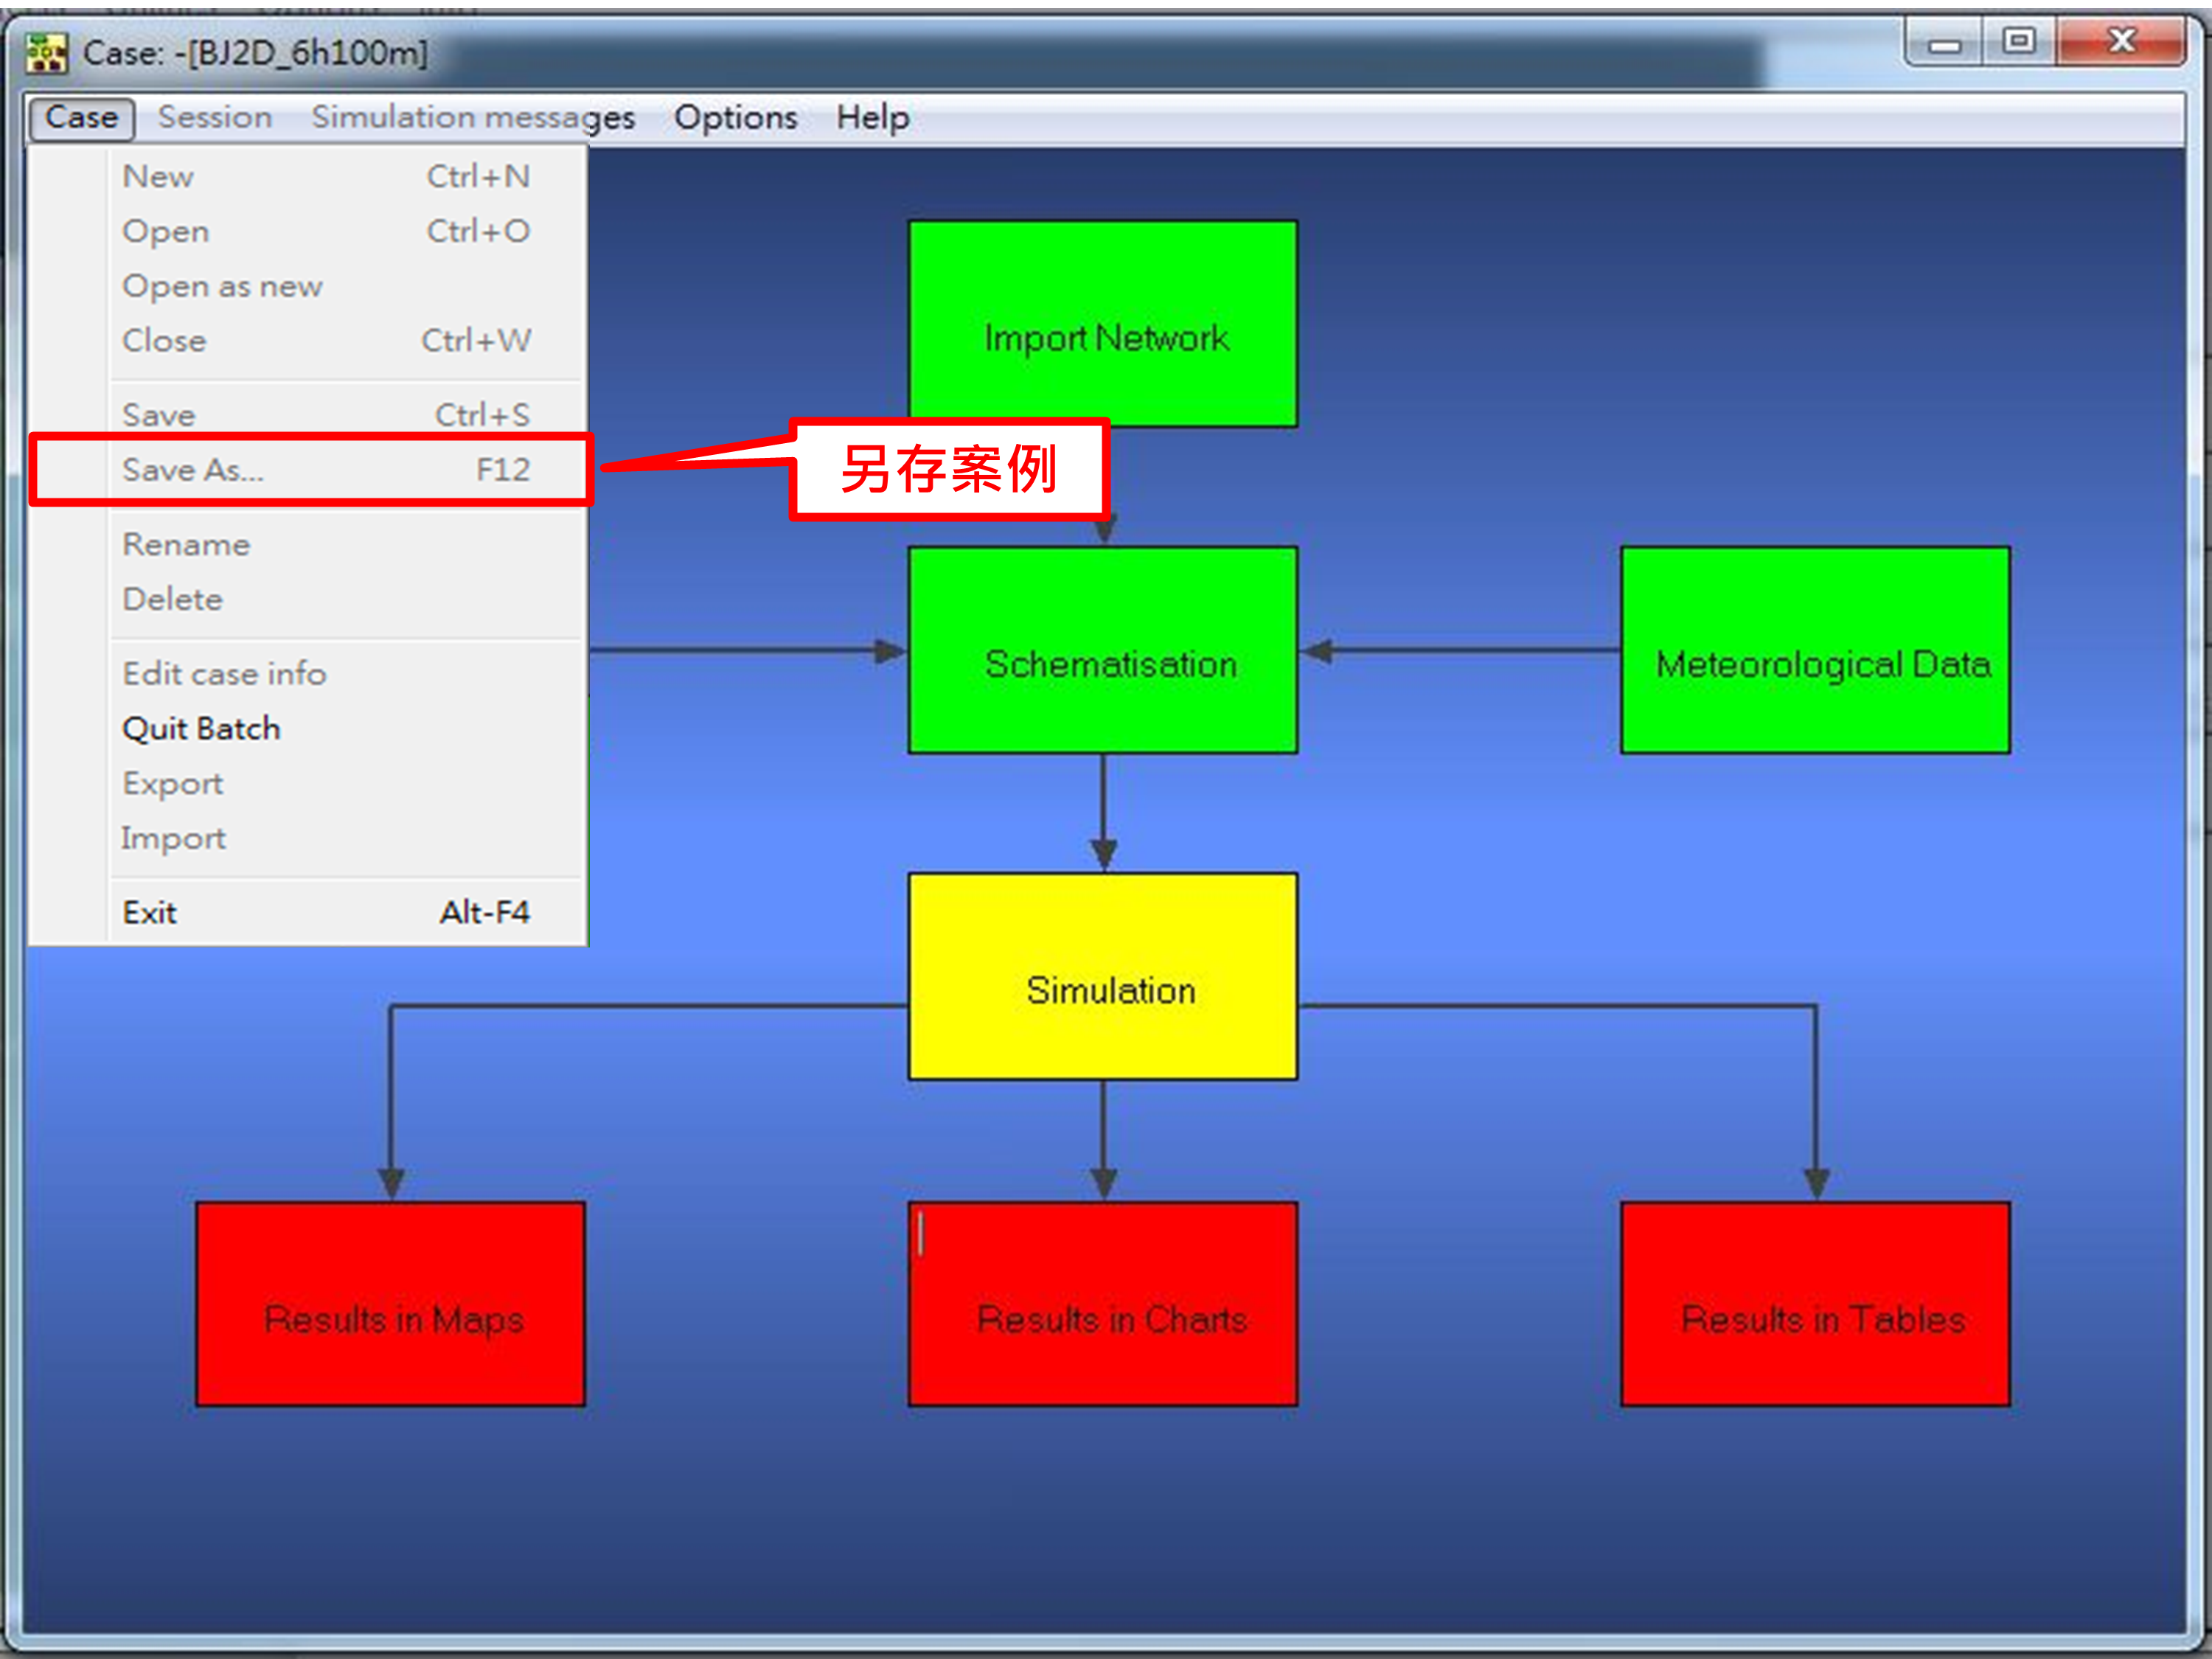 Case: -[BJ2D_6h100m]
Case Session Simulation messages Options Help
New Ctrl+N
Open Ctrl+O
Open as new
Close Ctrl+W
Save Ctrl+S
Save As... F12
Rename
Delete
Edit case info
Quit Batch
Export
Import
Exit Alt-F4
Import Network
另存案例
Schematisation
Meteorological Data
Simulation
Results in Maps
Results in Charts
Results in Tables